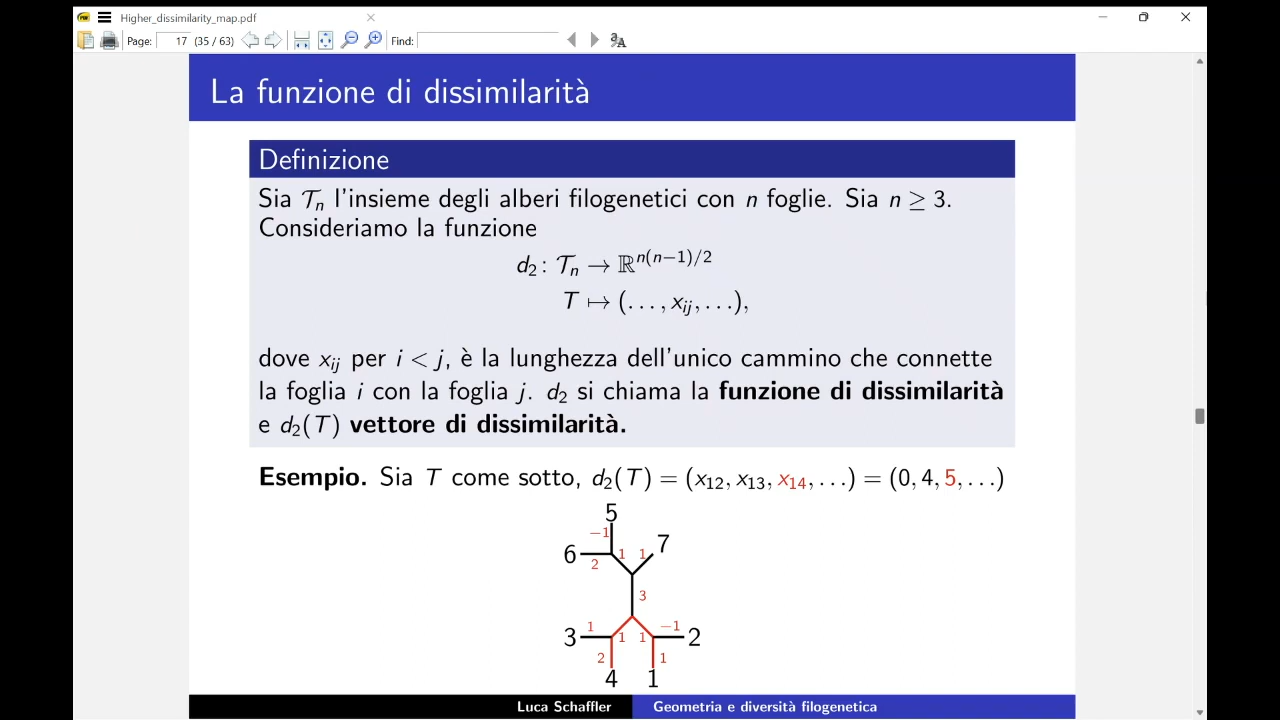 Higher_dissimilarity_map.pdf
Page: 17 (35 / 63) Find:
La funzione di dissimilarità
Definizione
Sia 𝒯ₙ l'insieme degli alberi filogenetici con n foglie. Sia n ≥ 3.
Consideriamo la funzione
d₂: 𝒯ₙ → ℝ^{n(n−1)/2}
T ↦ (..., x_{ij}, ...),
dove x_{ij} per i < j, è la lunghezza dell'unico cammino che connette
la foglia i con la foglia j. d₂ si chiama la funzione di dissimilarità
e d₂(T) vettore di dissimilarità.
Esempio. Sia T come sotto, d₂(T) = (x₁₂, x₁₃, x₁₄, ...) = (0, 4, 5, ...)
5
−1
6 1 1 7
2
3
1 −1
3 1 1 2
2 1
4 1
Luca Schaffler Geometria e diversità filogenetica